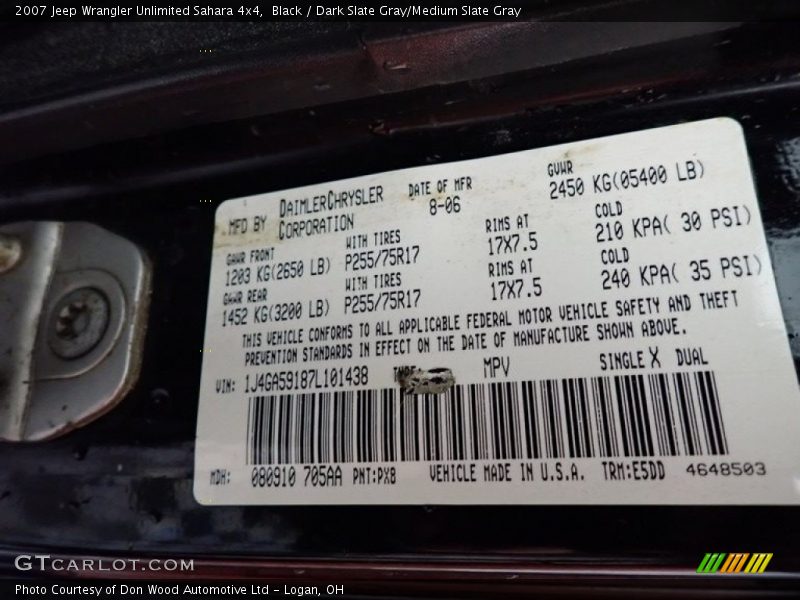 2007 Jeep Wrangler Unlimited Sahara 4x4, Black / Dark Slate Gray/Medium Slate Gray
MFD BY DAIMLERCHRYSLER CORPORATION DATE OF MFR 8-06 GVWR 2450 KG(05400 LB)
GAWR FRONT WITH TIRES RIMS AT COLD
1203 KG(2650 LB) P255/75R17 17X7.5 210 KPA( 30 PSI)
GAWR REAR WITH TIRES RIMS AT COLD
1452 KG(3200 LB) P255/75R17 17X7.5 240 KPA( 35 PSI)
THIS VEHICLE CONFORMS TO ALL APPLICABLE FEDERAL MOTOR VEHICLE SAFETY AND THEFT
PREVENTION STANDARDS IN EFFECT ON THE DATE OF MANUFACTURE SHOWN ABOVE.
VIN: 1J4GA59187L101438 MPV SINGLE X DUAL
MDH: 080910 705AA PNT:PX8 VEHICLE MADE IN U.S.A. TRM:E5DD 4648503
GTCARLOT.COM
Photo Courtesy of Don Wood Automotive Ltd - Logan, OH